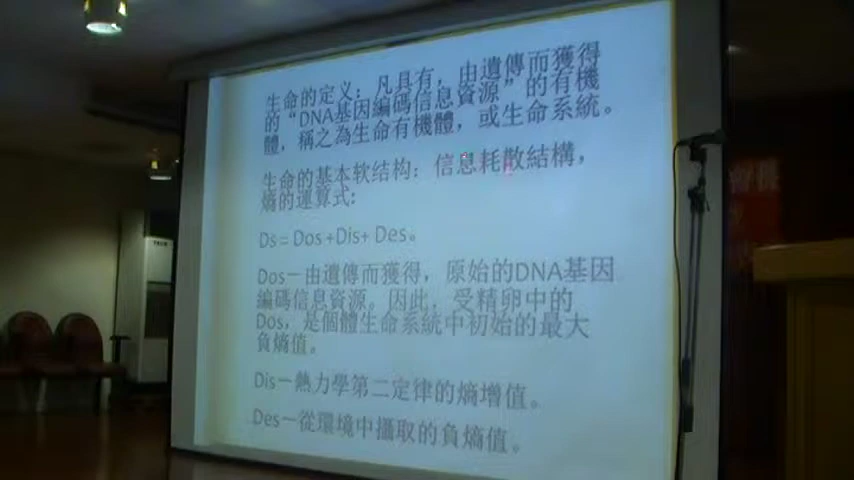 生命的定义：凡具有，由遺傳而獲得
的“DNA基因編碼信息資源”的有機
體，稱之為生命有機體，或生命系統。
生命的基本软结构：信息耗散結構，
熵的運算式:
Ds = Dos +Dis+ Des。
Dos－由遺傳而獲得，原始的DNA基因
編碼信息資源。因此，受精卵中的
Dos，是個體生命系統中初始的最大
負熵值。
Dis－熱力學第二定律的熵增值。
Des－從環境中攝取的負熵值。